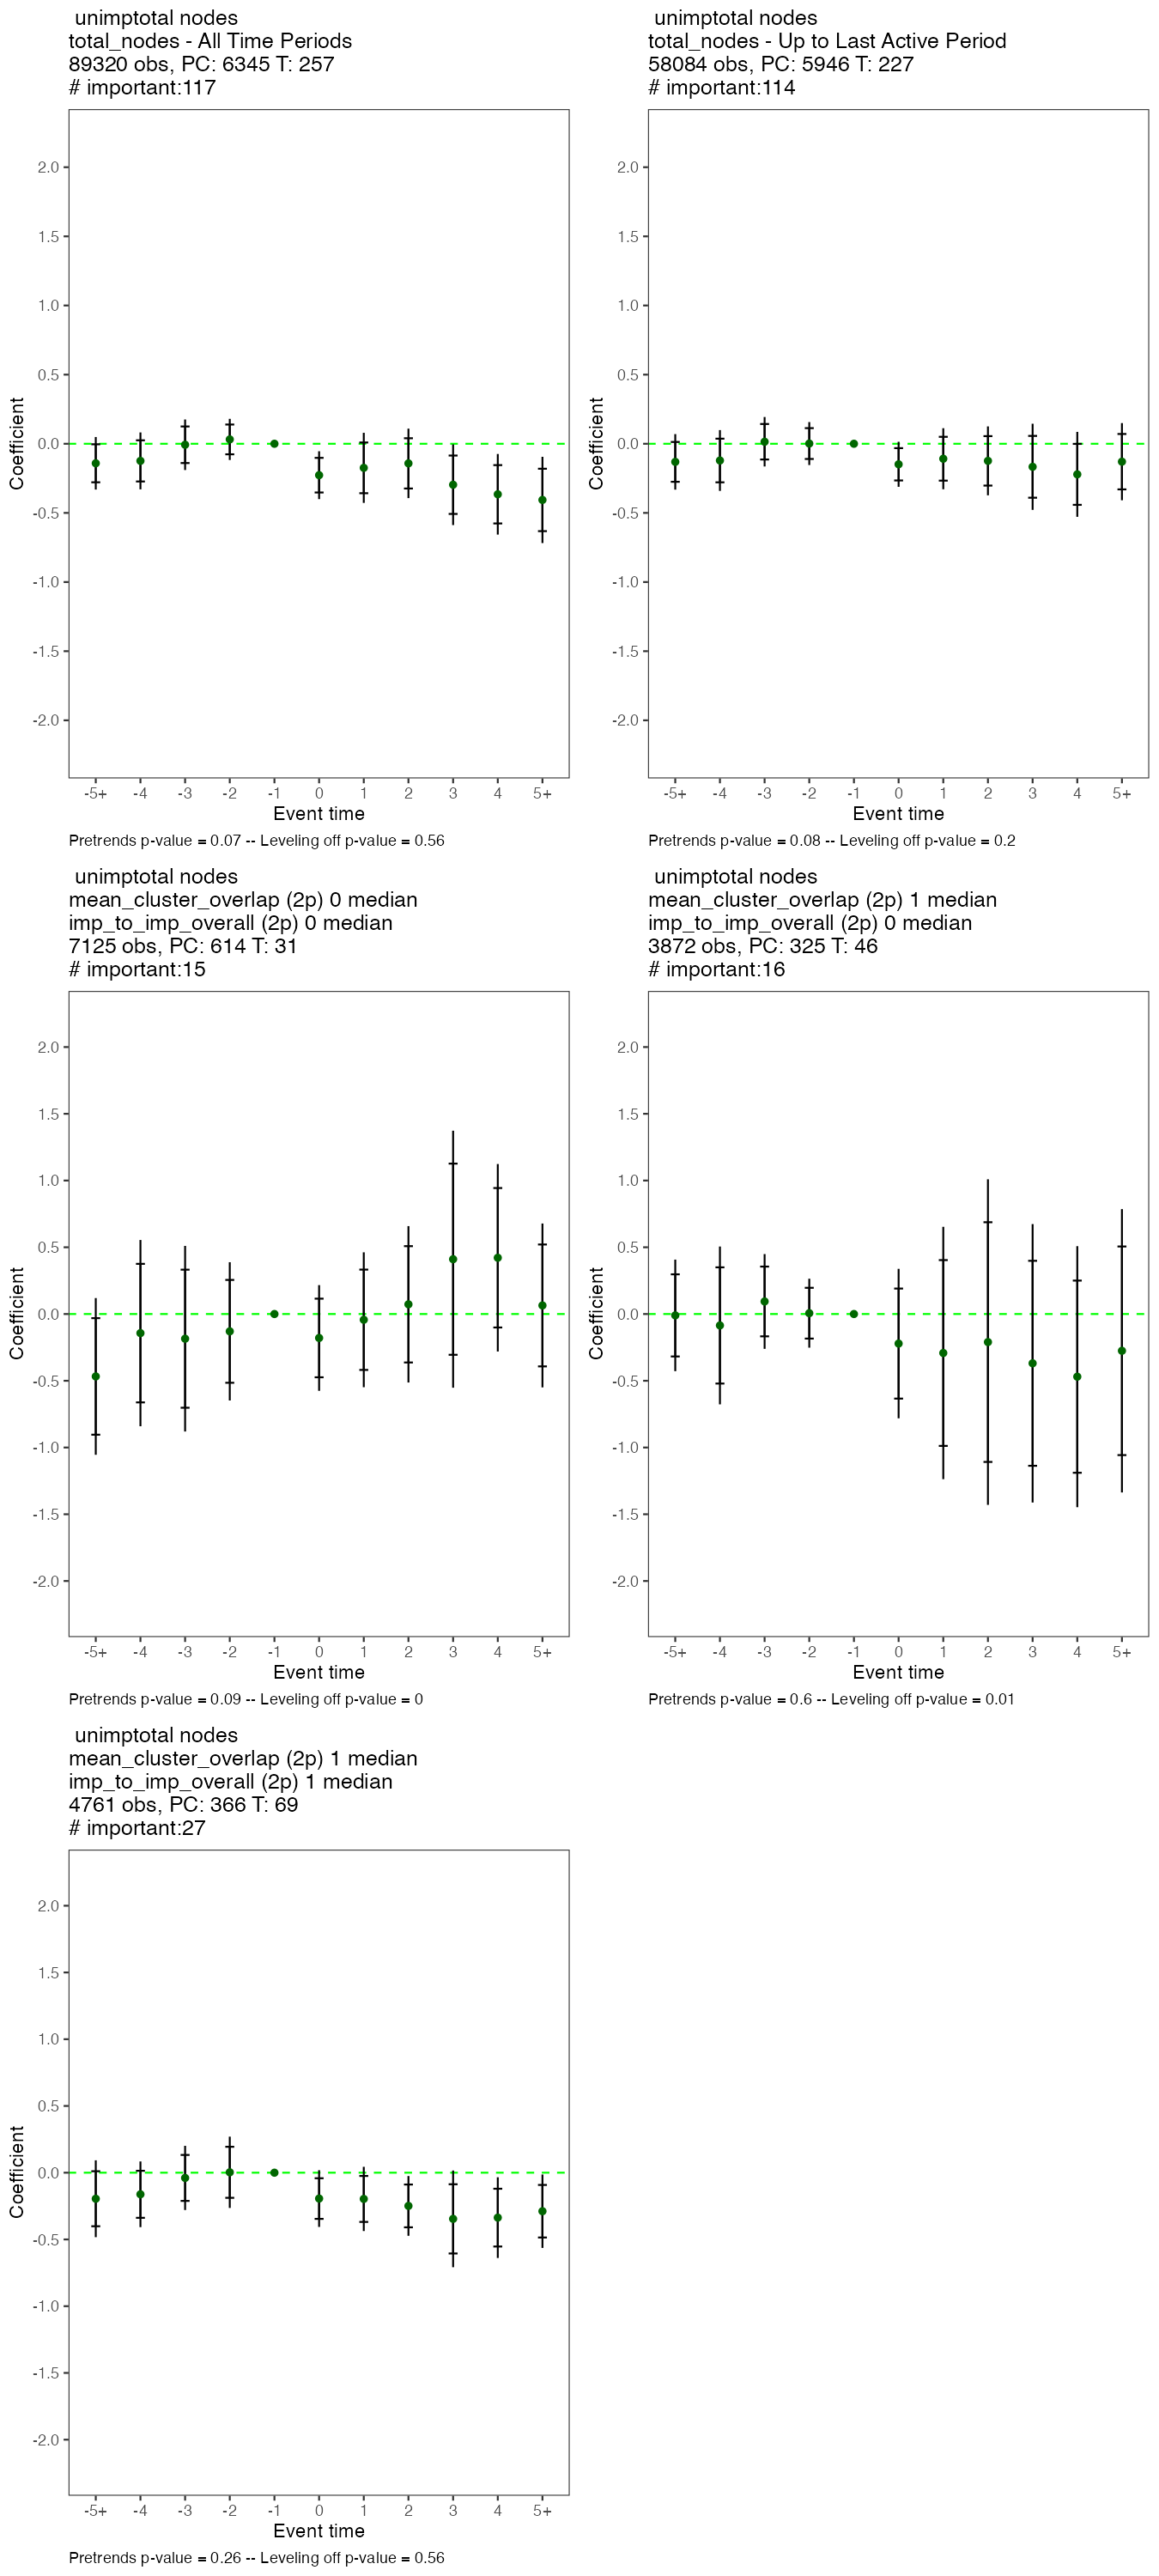 unimptotal nodes
total_nodes - All Time Periods
89320 obs, PC: 6345 T: 257
# important:117
2.0
1.5
1.0
0.5
0.0
-0.5
-1.0
-1.5
-2.0
Coefficient
-5+ -4 -3 -2 -1 0 1 2 3 4 5+
Event time
Pretrends p-value = 0.07 -- Leveling off p-value = 0.56
unimptotal nodes
total_nodes - Up to Last Active Period
58084 obs, PC: 5946 T: 227
# important:114
2.0
1.5
1.0
0.5
0.0
-0.5
-1.0
-1.5
-2.0
Coefficient
-5+ -4 -3 -2 -1 0 1 2 3 4 5+
Event time
Pretrends p-value = 0.08 -- Leveling off p-value = 0.2
unimptotal nodes
mean_cluster_overlap (2p) 0 median
imp_to_imp_overall (2p) 0 median
7125 obs, PC: 614 T: 31
# important:15
2.0
1.5
1.0
0.5
0.0
-0.5
-1.0
-1.5
-2.0
Coefficient
-5+ -4 -3 -2 -1 0 1 2 3 4 5+
Event time
Pretrends p-value = 0.09 -- Leveling off p-value = 0
unimptotal nodes
mean_cluster_overlap (2p) 1 median
imp_to_imp_overall (2p) 0 median
3872 obs, PC: 325 T: 46
# important:16
2.0
1.5
1.0
0.5
0.0
-0.5
-1.0
-1.5
-2.0
Coefficient
-5+ -4 -3 -2 -1 0 1 2 3 4 5+
Event time
Pretrends p-value = 0.6 -- Leveling off p-value = 0.01
unimptotal nodes
mean_cluster_overlap (2p) 1 median
imp_to_imp_overall (2p) 1 median
4761 obs, PC: 366 T: 69
# important:27
2.0
1.5
1.0
0.5
0.0
-0.5
-1.0
-1.5
-2.0
Coefficient
-5+ -4 -3 -2 -1 0 1 2 3 4 5+
Event time
Pretrends p-value = 0.26 -- Leveling off p-value = 0.56